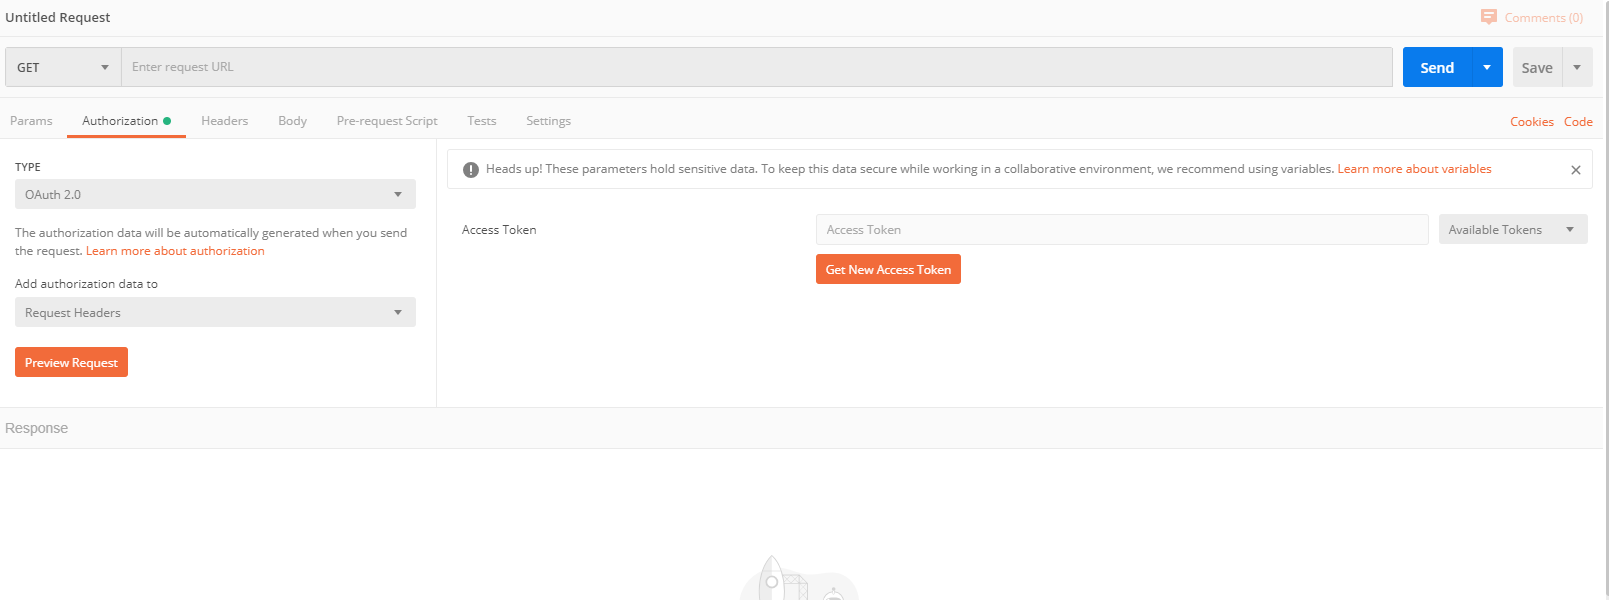 Untitled Request
Comments (0)
GET
Enter request URL
Send
Save
Params
Authorization
Headers
Body
Pre-request Script
Tests
Settings
Cookies
Code
TYPE
OAuth 2.0
The authorization data will be automatically generated when you send
the request. Learn more about authorization
Add authorization data to
Request Headers
Preview Request
Heads up! These parameters hold sensitive data. To keep this data secure while working in a collaborative environment, we recommend using variables. Learn more about variables
Access Token
Access Token
Available Tokens
Get New Access Token
Response